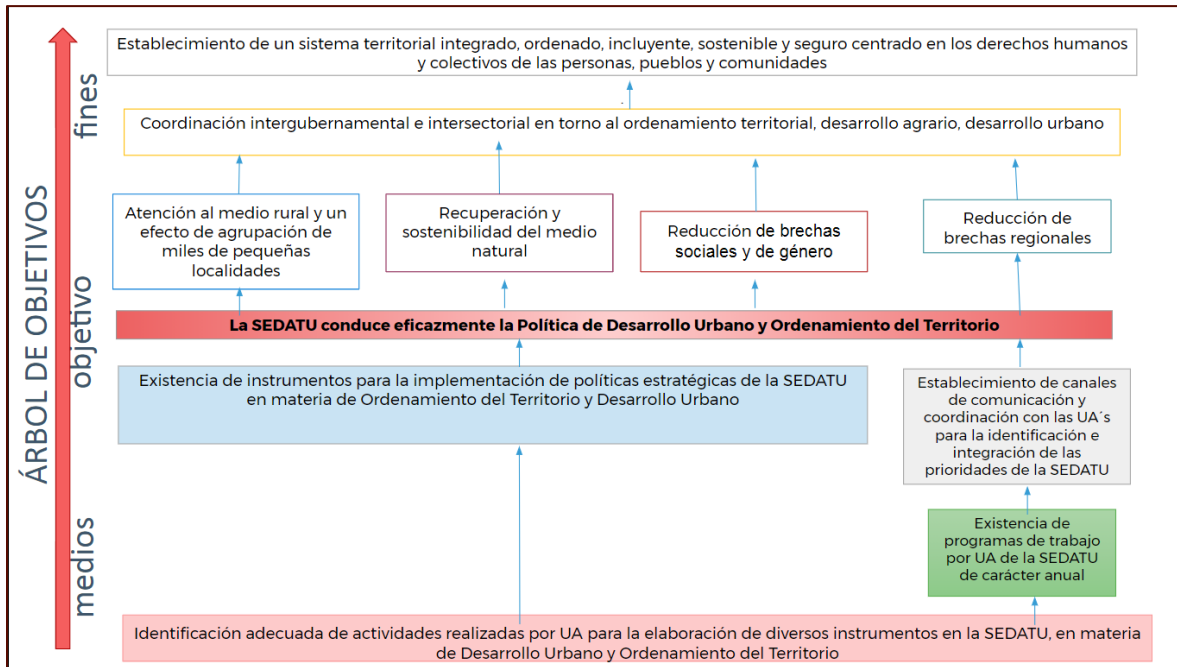 ÁRBOL DE OBJETIVOS
fines
objetivo
medios
Establecimiento de un sistema territorial integrado, ordenado, incluyente, sostenible y seguro centrado en los derechos humanos
y colectivos de las personas, pueblos y comunidades
Coordinación intergubernamental e intersectorial en torno al ordenamiento territorial, desarrollo agrario, desarrollo urbano
Atención al medio rural y un
efecto de agrupación de
miles de pequeñas
localidades
Recuperación y
sostenibilidad del medio
natural
Reducción de brechas
sociales y de género
Reducción de
brechas regionales
La SEDATU conduce eficazmente la Política de Desarrollo Urbano y Ordenamiento del Territorio
Existencia de instrumentos para la implementación de políticas estratégicas de la SEDATU
en materia de Ordenamiento del Territorio y Desarrollo Urbano
Establecimiento de canales
de comunicación y
coordinación con las UA´s
para la identificación e
integración de las
prioridades de la SEDATU
Existencia de
programas de trabajo
por UA de la SEDATU
de carácter anual
Identificación adecuada de actividades realizadas por UA para la elaboración de diversos instrumentos en la SEDATU, en materia
de Desarrollo Urbano y Ordenamiento del Territorio